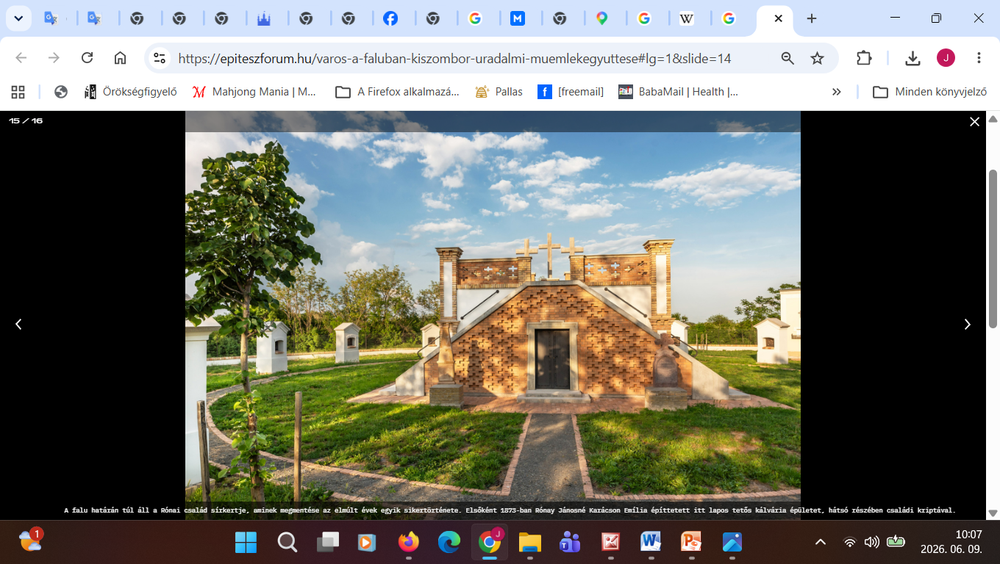 https://epiteszforum.hu/varos-a-faluban-kiszombor-uradalmi-muemlekegyuttese#lg=1&slide=14
J
Örökségfigyelő
Mahjong Mania | M...
A Firefox alkalmazá...
Pallas
[freemail]
BabaMail | Health |...
Minden könyvjelző
15 / 16
A falu határán túl áll a Rónai család sírkertje, aminek megmentése az elmúlt évek egyik sikertörténete. Elsőként 1873-ban Rónay Jánosné Karácson Emília építtetett itt lapos tetős kálvária épületet, hátsó részében családi kriptával.
1
J
10:07
2026. 06. 09.